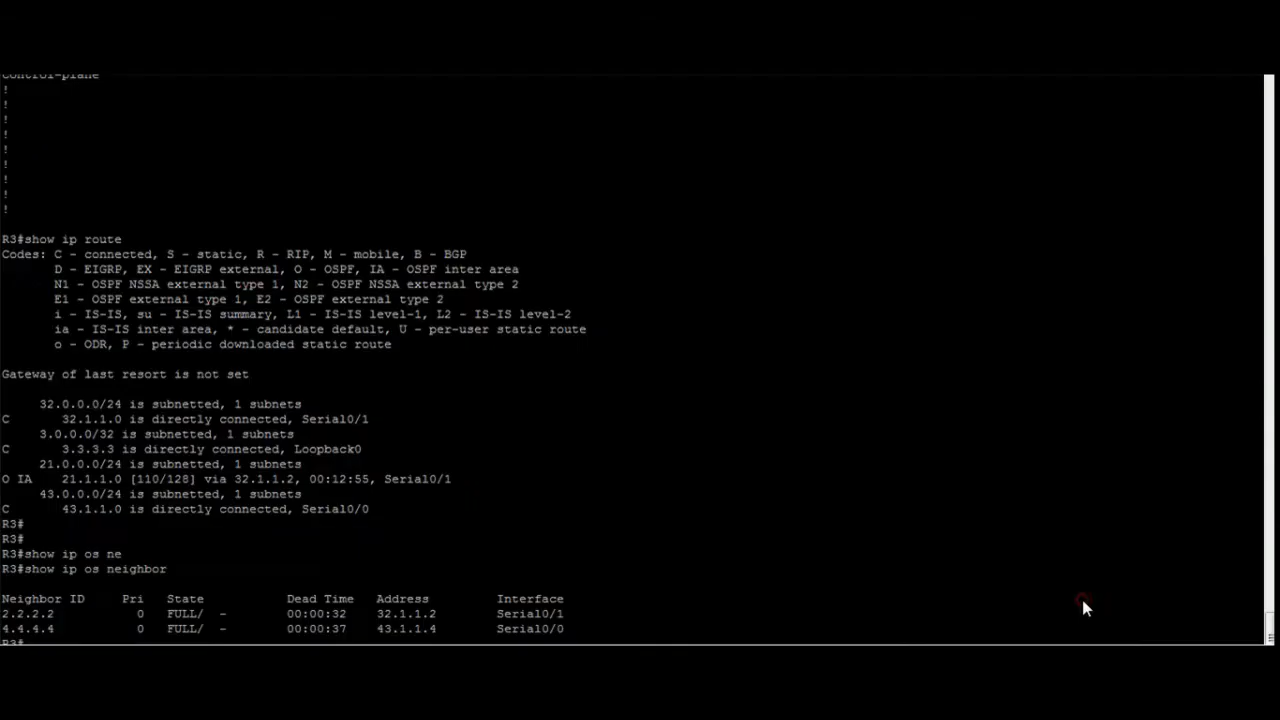 control-plane
!
!
!
!
!
!
!
!
!
R3#show ip route
Codes: C - connected, S - static, R - RIP, M - mobile, B - BGP
D - EIGRP, EX - EIGRP external, O - OSPF, IA - OSPF inter area
N1 - OSPF NSSA external type 1, N2 - OSPF NSSA external type 2
E1 - OSPF external type 1, E2 - OSPF external type 2
i - IS-IS, su - IS-IS summary, L1 - IS-IS level-1, L2 - IS-IS level-2
ia - IS-IS inter area, * - candidate default, U - per-user static route
o - ODR, P - periodic downloaded static route
Gateway of last resort is not set
32.0.0.0/24 is subnetted, 1 subnets
C 32.1.1.0 is directly connected, Serial0/1
3.0.0.0/32 is subnetted, 1 subnets
C 3.3.3.3 is directly connected, Loopback0
21.0.0.0/24 is subnetted, 1 subnets
O IA 21.1.1.0 [110/128] via 32.1.1.2, 00:12:55, Serial0/1
43.0.0.0/24 is subnetted, 1 subnets
C 43.1.1.0 is directly connected, Serial0/0
R3#
R3#
R3#show ip os ne
R3#show ip os neighbor
Neighbor ID Pri State Dead Time Address Interface
2.2.2.2 0 FULL/ - 00:00:32 32.1.1.2 Serial0/1
4.4.4.4 0 FULL/ - 00:00:37 43.1.1.4 Serial0/0
R3#